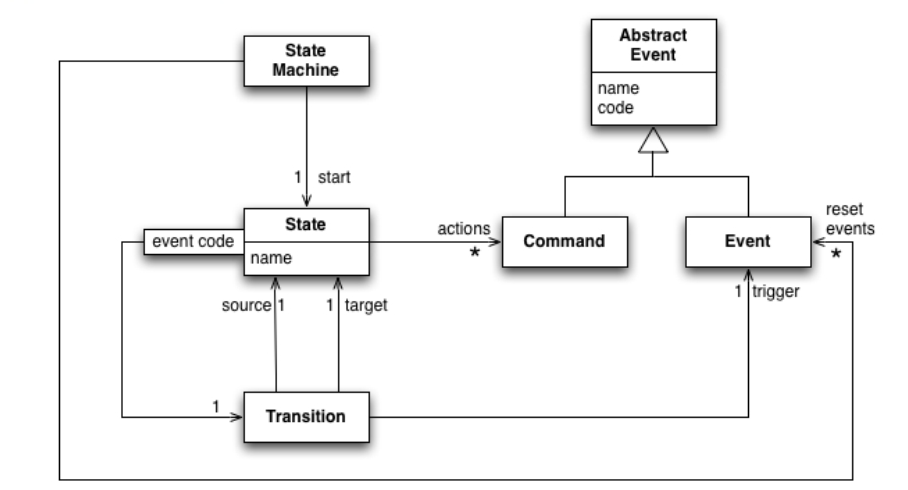 State
Machine
Abstract
Event
name
code
1 start
State
event code
name
actions
*
Command
Event
reset
events
*
source 1
1 target
1 trigger
1
Transition